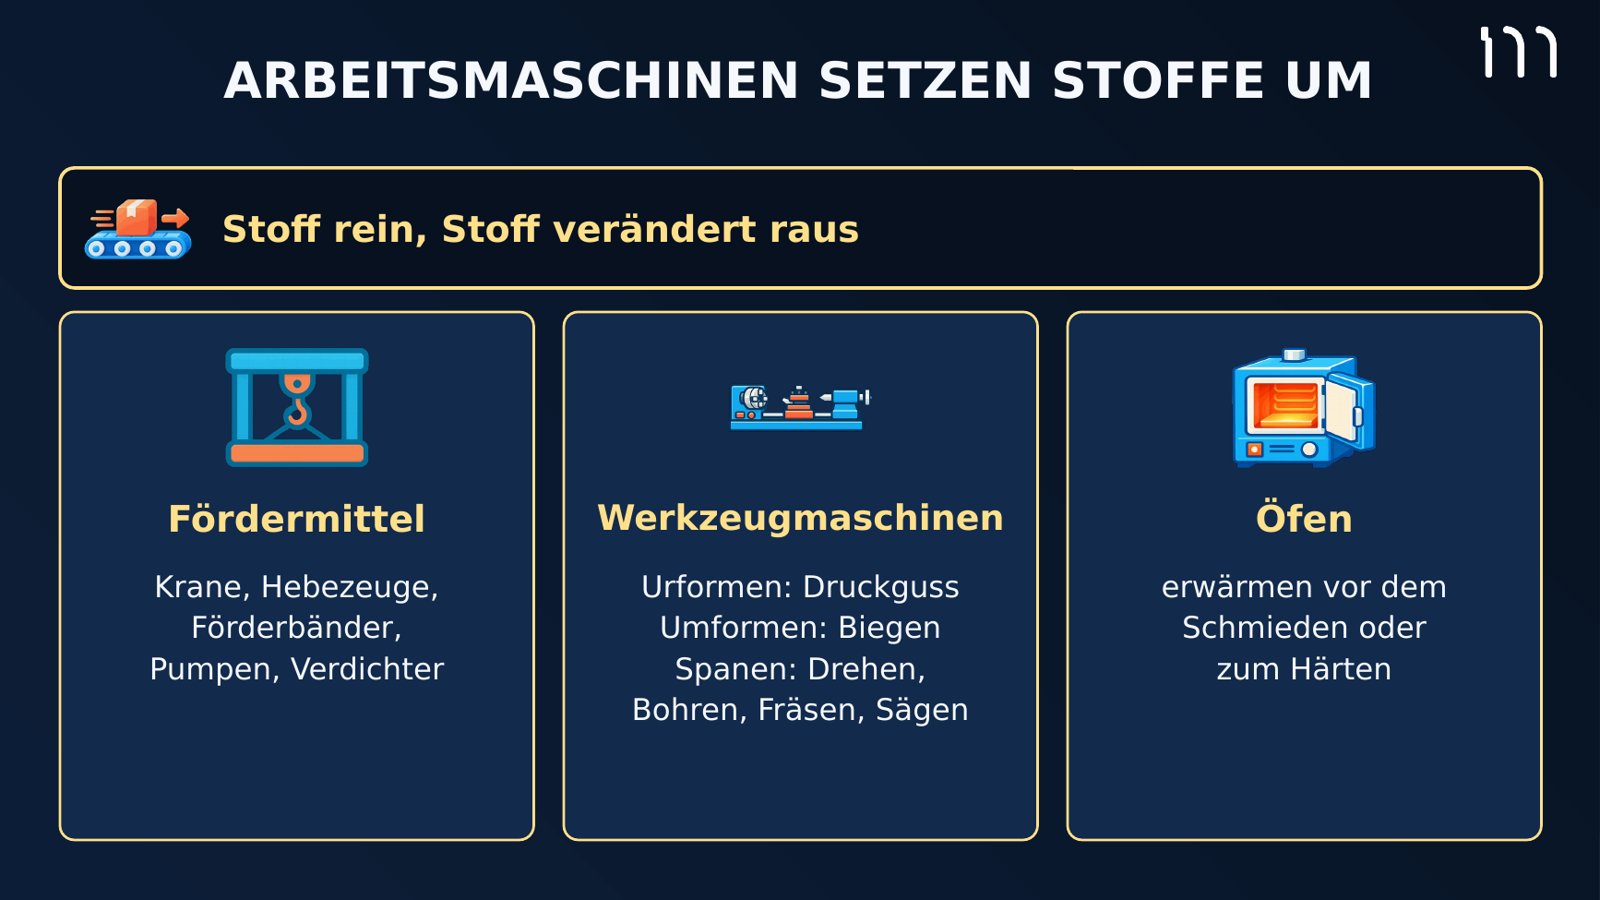 m
ARBEITSMASCHINEN SETZEN STOFFE UM
Stoff rein, Stoff verändert raus
Fördermittel
Krane, Hebezeuge,
Förderbänder,
Pumpen, Verdichter
Werkzeugmaschinen
Urformen: Druckguss
Umformen: Biegen
Spanen: Drehen,
Bohren, Fräsen, Sägen
Öfen
erwärmen vor dem
Schmieden oder
zum Härten